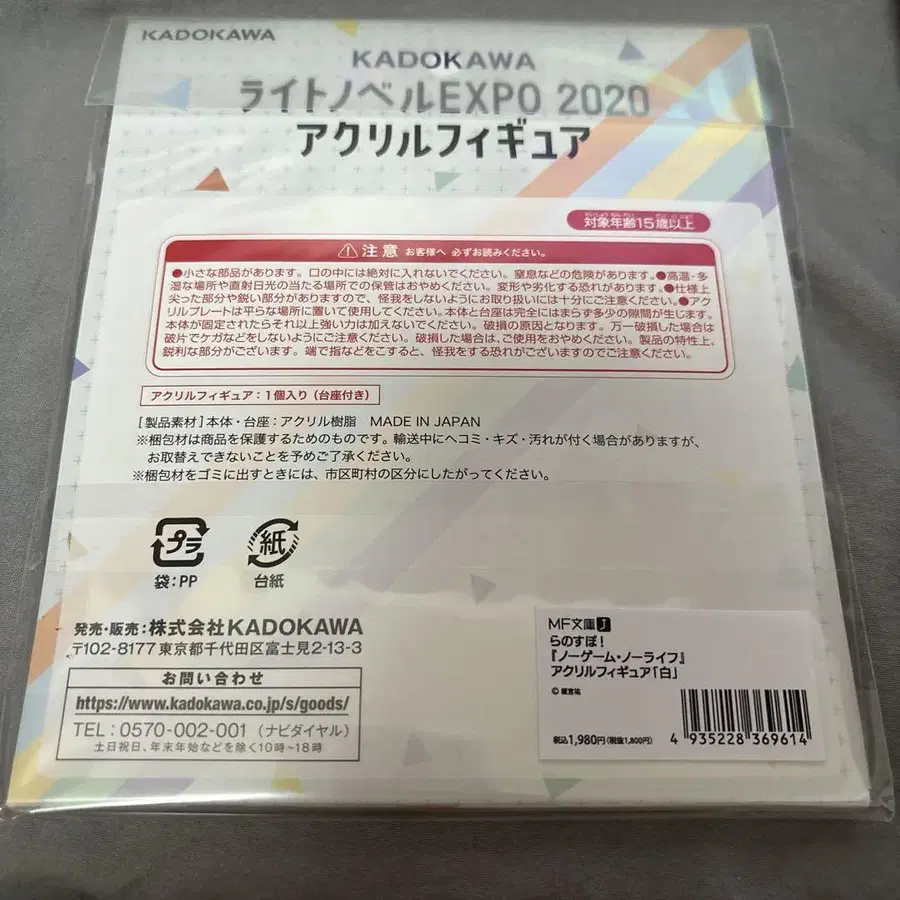 KADOKAWA
KADOKAWA
ライトノベルEXPO 2020
アクリルフィギュア
対象年齢15歳以上
注意 お客様へ 必ずお読みください。
●小さな部品があります。口の中には絶対に入れないでください。窒息などの危険があります。●高温・多
湿な場所や直射日光の当たる場所での保管はおやめください。変形や劣化する恐れがあります。●仕様上
尖った部分や鋭い部分がありますので、怪我をしないようにお取り扱いには十分にご注意ください。●アク
リルプレートは平らな場所に置いて使用してください。本体と台座は完全にはまらず多少の隙間が生じます。
本体が固定されたらそれ以上強い力は加えないでください。破損の原因となります。万一破損した場合は
破片でケガなどをしないようにご注意ください。破損した場合は、ご使用をおやめください。製品の特性上、
鋭利な部分がございます。端で指などをこすると、怪我をする恐れがございますのでご注意ください。
アクリルフィギュア：1個入り（台座付き）
［製品素材］本体・台座：アクリル樹脂 MADE IN JAPAN
※梱包材は商品を保護するためのものです。輸送中にヘコミ・キズ・汚れが付く場合がありますが、
お取替えできないことを予めご了承ください。
※梱包材をゴミに出すときには、市区町村の区分にしたがってください。
プラ 紙
袋：PP 台紙
発売・販売：株式会社KADOKAWA
〒102-8177 東京都千代田区富士見2-13-3
お問い合わせ
https://www.kadokawa.co.jp/s/goods/
TEL：0570-002-001（ナビダイヤル）
土日祝日、年末年始などを除く10時～18時
MF文庫J
らのすぽ！
『ノーゲーム・ノーライフ』
アクリルフィギュア「白」
© 榎宮祐
税込1,980円（税抜1,800円）
4 935228 369614